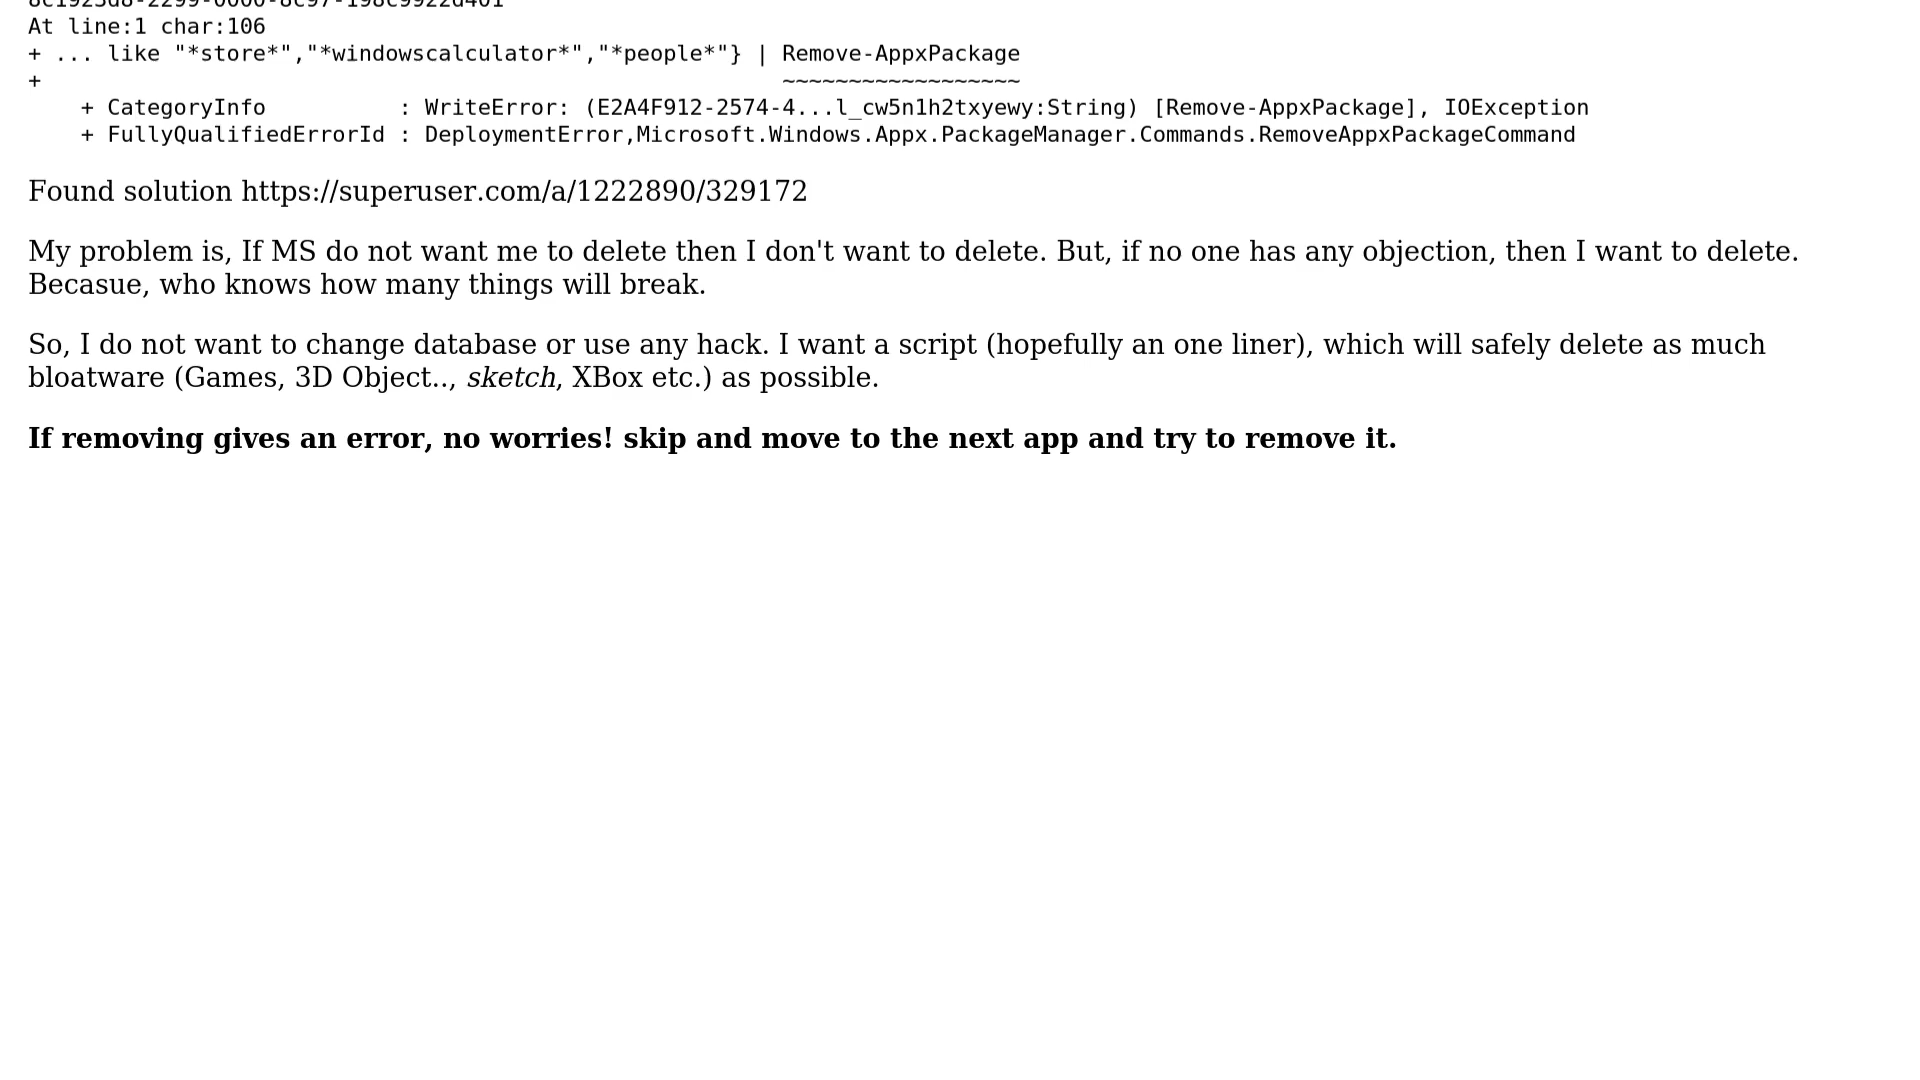 8c1923d8-2299-0000-8c97-198c9922d401
At line:1 char:106
+ ... like "*store*","*windowscalculator*","*people*"} | Remove-AppxPackage
+                                                        ~~~~~~~~~~~~~~~~~~
    + CategoryInfo          : WriteError: (E2A4F912-2574-4...l_cw5n1h2txyewy:String) [Remove-AppxPackage], IOException
    + FullyQualifiedErrorId : DeploymentError,Microsoft.Windows.Appx.PackageManager.Commands.RemoveAppxPackageCommand
Found solution https://superuser.com/a/1222890/329172
My problem is, If MS do not want me to delete then I don't want to delete. But, if no one has any objection, then I want to delete.
Becasue, who knows how many things will break.
So, I do not want to change database or use any hack. I want a script (hopefully an one liner), which will safely delete as much
bloatware (Games, 3D Object.., sketch, XBox etc.) as possible.
If removing gives an error, no worries! skip and move to the next app and try to remove it.